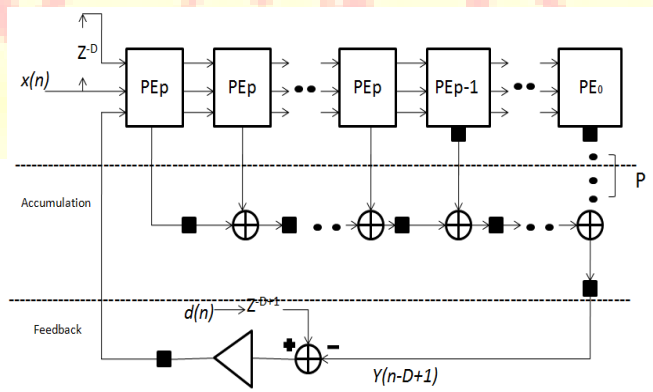 Z-D
x(n)
PEp PEp PEp PEp-1 PE0
P
Accumulation
d(n) Z-D+1
Feedback
+ −
Y(n-D+1)